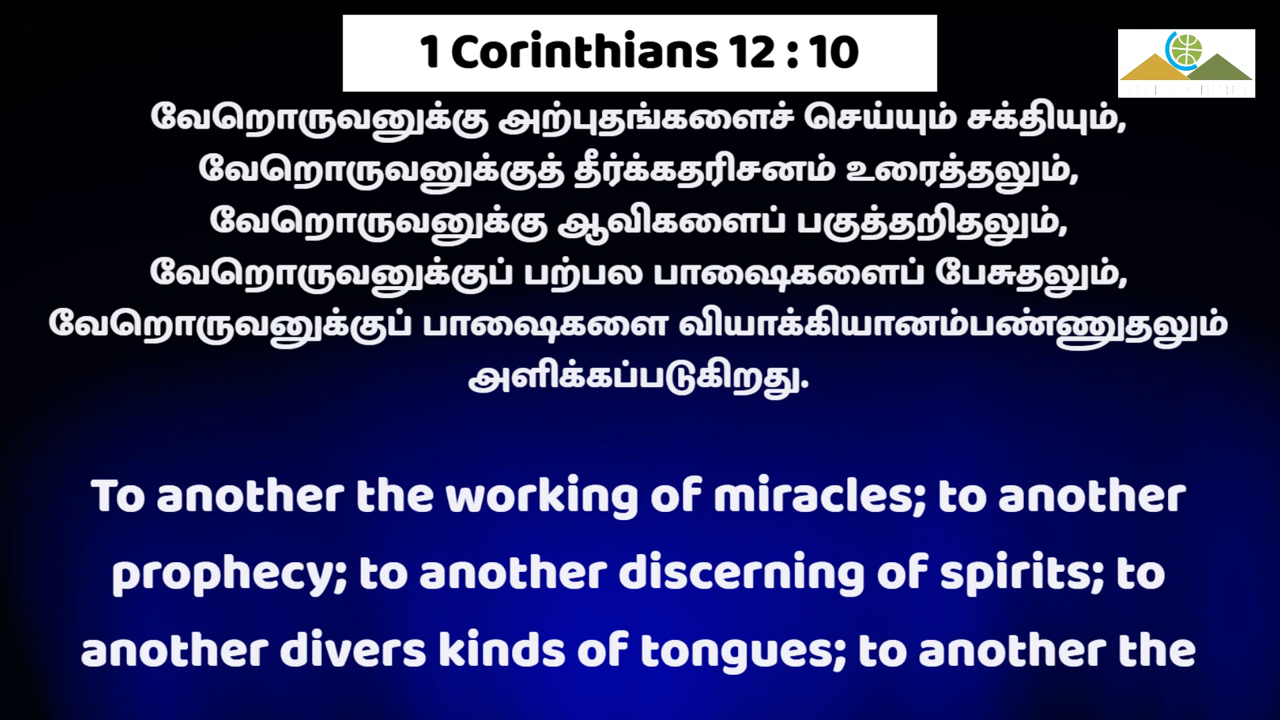 1 Corinthians 12 : 10
வேறொருவனுக்கு அற்புதங்களைச் செய்யும் சக்தியும்,
வேறொருவனுக்குத் தீர்க்கதரிசனம் உரைத்தலும்,
வேறொருவனுக்கு ஆவிகளைப் பகுத்தறிதலும்,
வேறொருவனுக்குப் பற்பல பாஷைகளைப் பேசுதலும்,
வேறொருவனுக்குப் பாஷைகளை வியாக்கியானம்பண்ணுதலும்
அளிக்கப்படுகிறது.
To another the working of miracles; to another
prophecy; to another discerning of spirits; to
another divers kinds of tongues; to another the